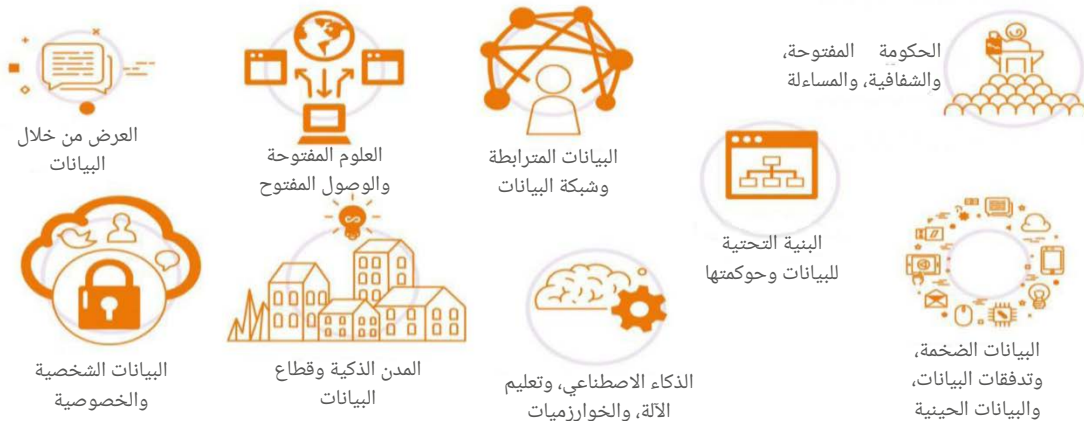 الحكومة المفتوحة،
والشفافية، والمساءلة
البيانات المترابطة
وشبكة البيانات
العلوم المفتوحة
والوصول المفتوح
العرض من خلال
البيانات
البنية التحتية
للبيانات وحوكمتها
البيانات الضخمة،
وتدفقات البيانات،
والبيانات الحينية
الذكاء الاصطناعي، وتعليم
الآلة، والخوارزميات
المدن الذكية وقطاع
البيانات
البيانات الشخصية
والخصوصية